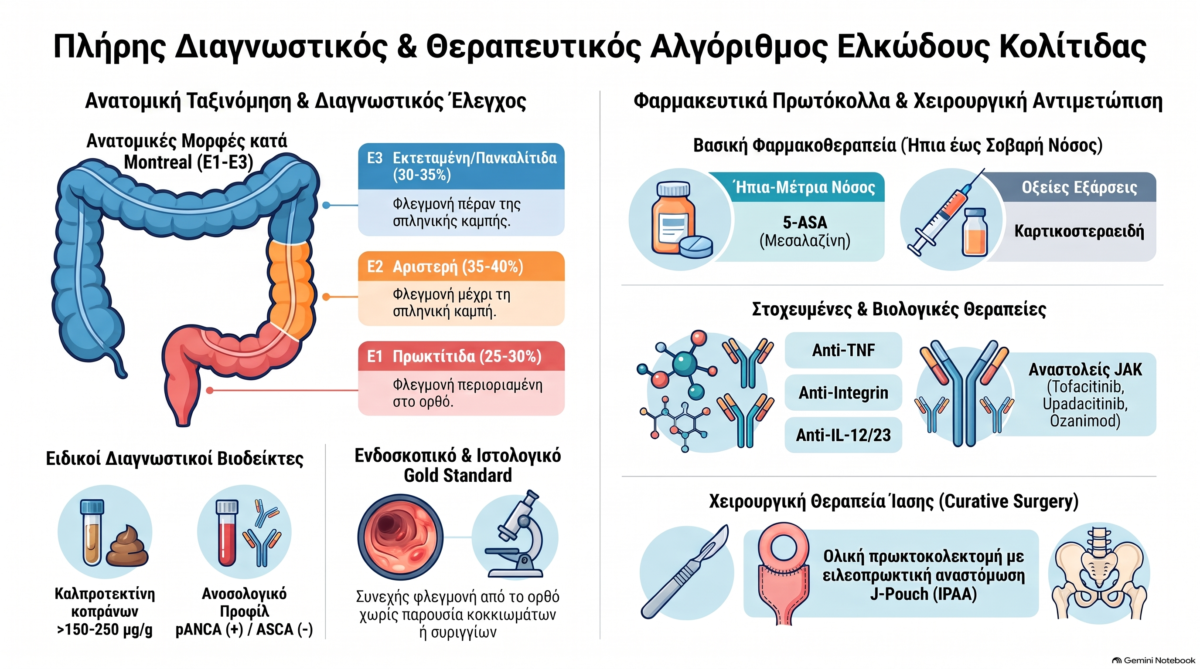 Πλήρης Διαγνωστικός & Θεραπευτικός Αλγόριθμος Ελκώδους Κολίτιδας
Ανατομική Ταξινόμηση & Διαγνωστικός Έλεγχος
Ανατομικές Μορφές κατά
Montreal (E1-E3)
E3 Εκτεταμένη/Πανκαλίτιδα
(30-35%)
Φλεγμονή πέραν της
σπληνικής καμπής.
E2 Αριστερή (35-40%)
Φλεγμονή μέχρι τη
σπληνική καμπή.
E1 Πρωκτίτιδα (25-30%)
Φλεγμονή περιοριασμένη
στο ορθό.
Ειδικοί Διαγνωστικοί Βιοδείκτες
Καλπροτεκτίνη
κοπράνων
>150-250 μg/g
Ανοσολογικό
Προφίλ
pANCA (+) / ASCA (-)
Ενδοσκοπικό & Ιστολογικό
Gold Standard
Συνεχής φλεγμονή από το ορθό
χωρίς παρουσία κοκκιωμάτων
ή συριγγίων
Φαρμακευτικά Πρωτόκολλα & Χειρουργική Αντιμετώπιση
Βασική Φαρμακοθεραπεία (Ήπια έως Σοβαρή Νόσος)
Ήπια-Μέτρια Νόσος
5-ASA
(Μεσαλαζίνη)
Οξείες Εξάρσεις
Καρτικοστεραειδή
Στοχευμένες & Βιολογικές Θεραπείες
Anti-TNF
Anti-Integrin
Anti-IL-12/23
Αναστολείς JAK
(Tofacitinib,
Upadacitinib,
Ozanimod)
Χειρουργική Θεραπεία Ίασης (Curative Surgery)
Ολική πρωκτοκολεκτομή με
ειλεοπρωκτική αναστόμωση
J-Pouch (IPAA)
Gemini Notebook